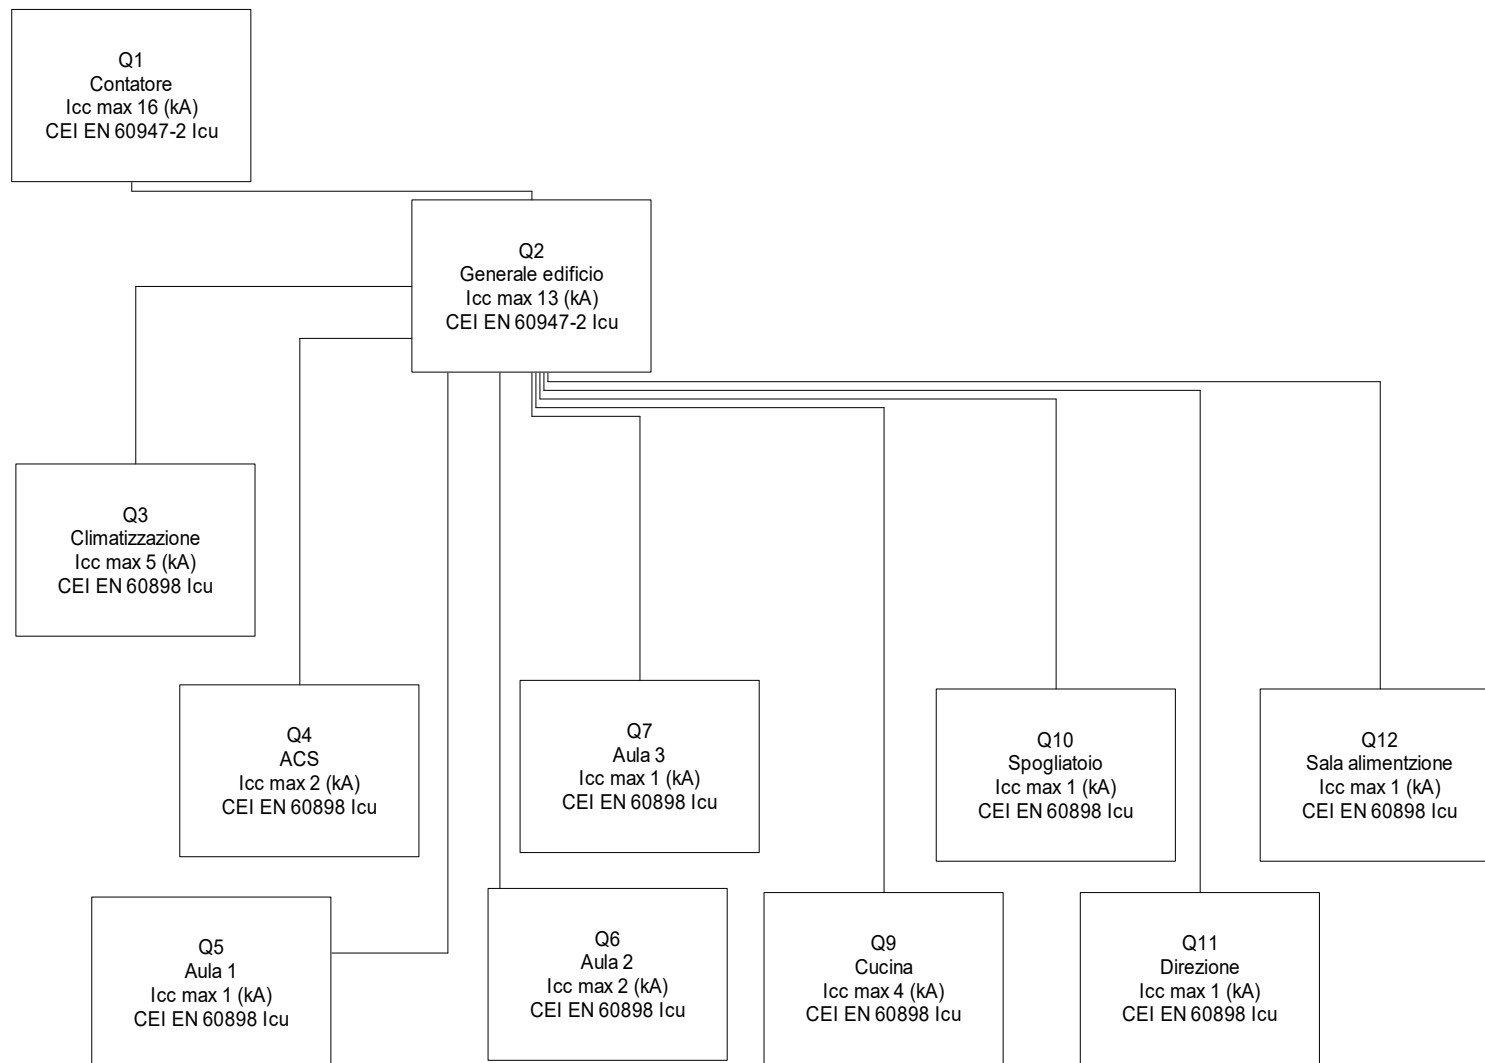 Q1
Contatore
Icc max 16 (kA)
CEI EN 60947-2 Icu
Q2
Generale edificio
Icc max 13 (kA)
CEI EN 60947-2 Icu
Q3
Climatizzazione
Icc max 5 (kA)
CEI EN 60898 Icu
Q4
ACS
Icc max 2 (kA)
CEI EN 60898 Icu
Q7
Aula 3
Icc max 1 (kA)
CEI EN 60898 Icu
Q10
Spogliatoio
Icc max 1 (kA)
CEI EN 60898 Icu
Q12
Sala alimentzione
Icc max 1 (kA)
CEI EN 60898 Icu
Q5
Aula 1
Icc max 1 (kA)
CEI EN 60898 Icu
Q6
Aula 2
Icc max 2 (kA)
CEI EN 60898 Icu
Q9
Cucina
Icc max 4 (kA)
CEI EN 60898 Icu
Q11
Direzione
Icc max 1 (kA)
CEI EN 60898 Icu